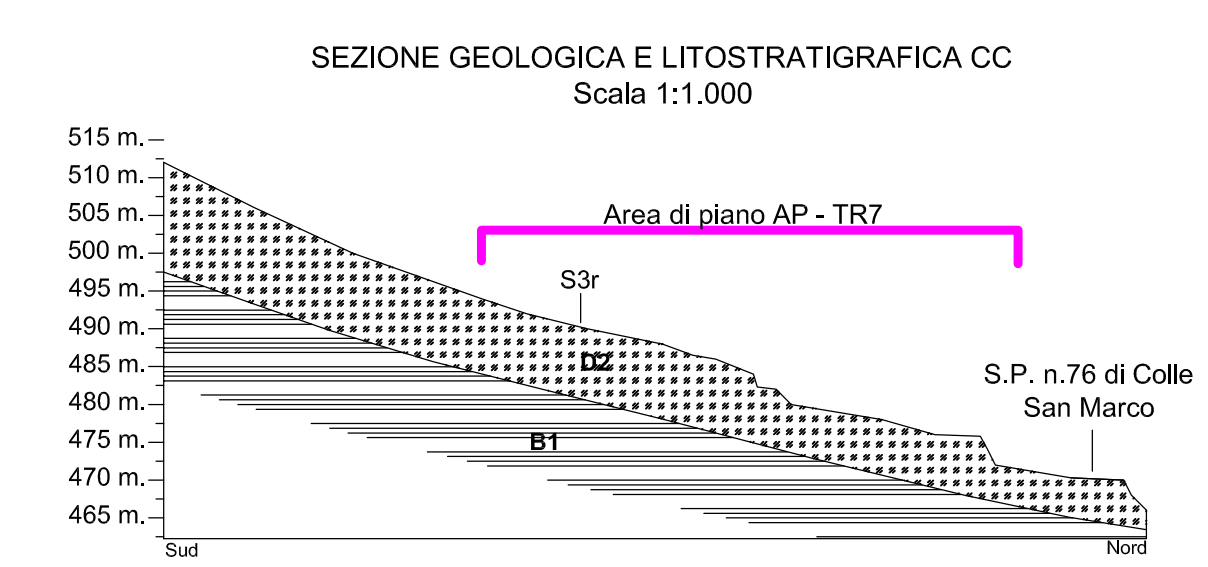 SEZIONE GEOLOGICA E LITOSTRATIGRAFICA CC
Scala 1:1.000
515 m.
510 m.
505 m.
500 m.
495 m.
490 m.
485 m.
480 m.
475 m.
470 m.
465 m.
Area di piano AP - TR7
S3r
D2
B1
S.P. n.76 di Colle
San Marco
Sud
Nord